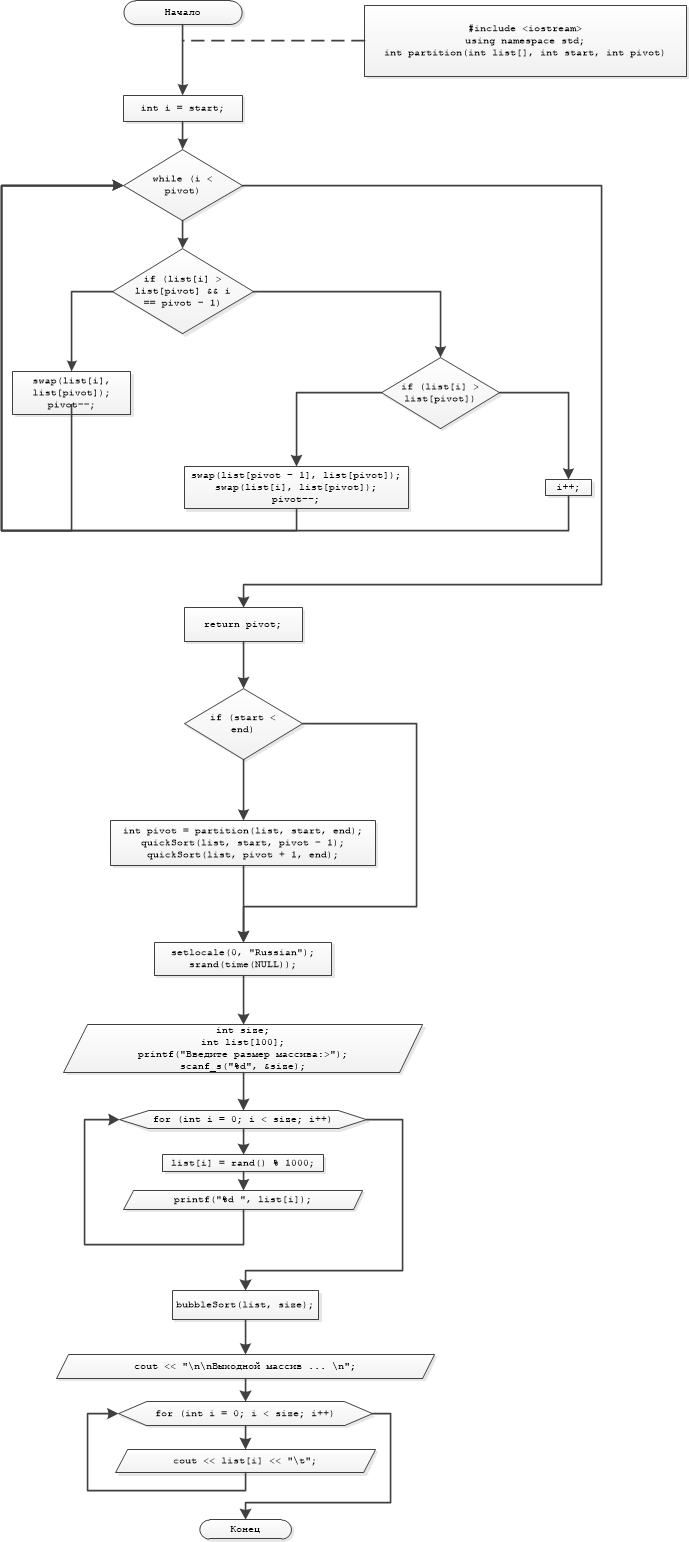 Начало
#include <iostream>
using namespace std;
int partition(int list[], int start, int pivot)
int i = start;
while (i <
pivot)
if (list[i] >
list[pivot] && i
== pivot - 1)
swap(list[i],
list[pivot]);
pivot--;
if (list[i] >
list[pivot])
swap(list[pivot - 1], list[pivot]);
swap(list[i], list[pivot]);
pivot--;
i++;
return pivot;
if (start <
end)
int pivot = partition(list, start, end);
quickSort(list, start, pivot - 1);
quickSort(list, pivot + 1, end);
setlocale(0, "Russian");
srand(time(NULL));
int size;
int list[100];
printf("Введите размер массива:>");
scanf_s("%d", &size);
for (int i = 0; i < size; i++)
list[i] = rand() % 1000;
printf("%d ", list[i]);
bubbleSort(list, size);
cout << "\n\nВыходной массив ... \n";
for (int i = 0; i < size; i++)
cout << list[i] << "\t";
Конец